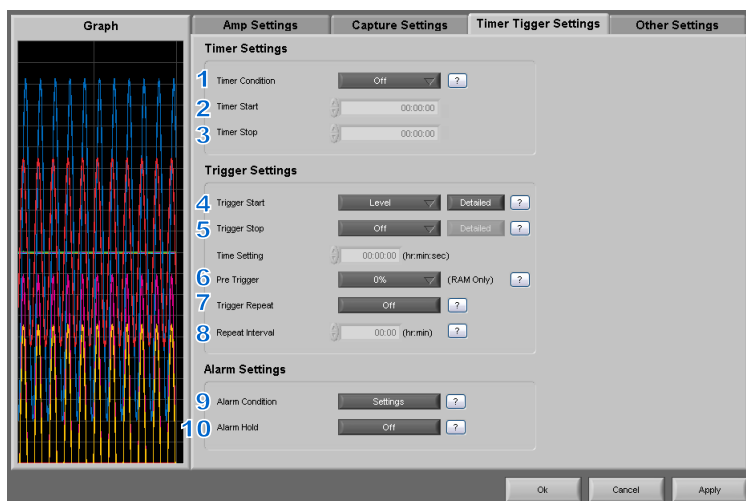 Graph
Amp Settings Capture Settings Timer Tigger Settings Other Settings
Timer Settings
1 Timer Condition Off ?
2 Timer Start 00:00:00
3 Timer Stop 00:00:00
Trigger Settings
4 Trigger Start Level Detailed ?
5 Trigger Stop Off Detailed ?
Time Setting 00:00:00 (hr:min:sec)
6 Pre Trigger 0% (RAM Only) ?
7 Trigger Repeat Off ?
8 Repeat Interval 00:00 (hr:min) ?
Alarm Settings
9 Alarm Condition Settings ?
10 Alarm Hold Off ?
Ok Cancel Apply